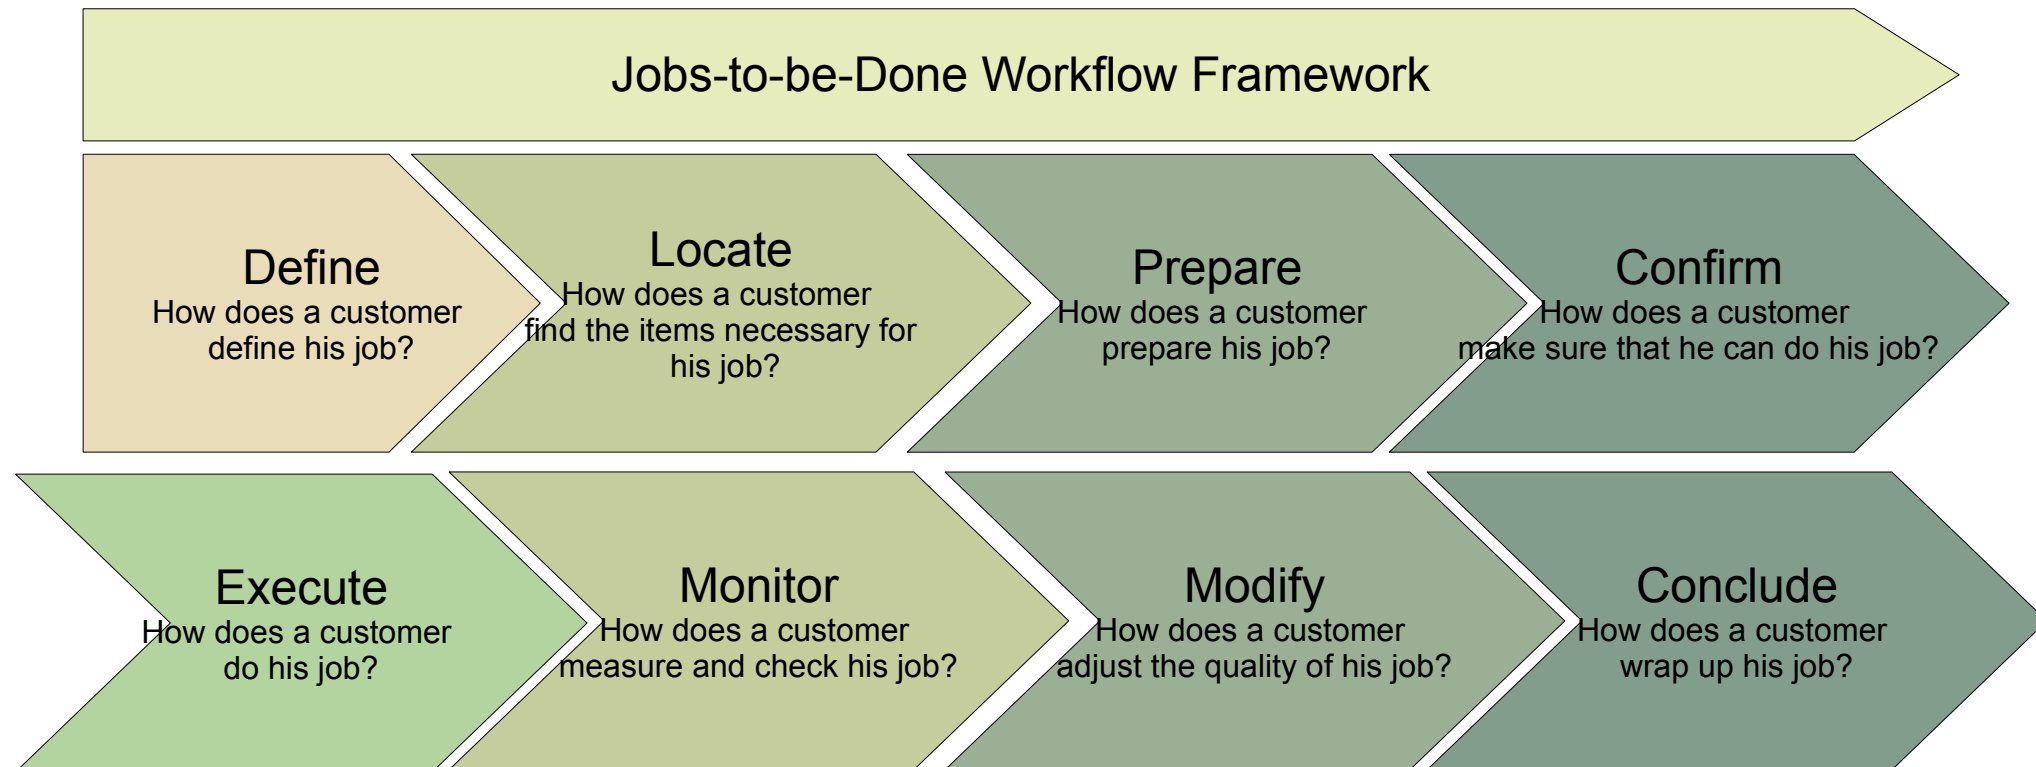 Jobs-to-be-Done Workflow Framework
Define
How does a customer
define his job?
Locate
How does a customer
find the items necessary for
his job?
Prepare
How does a customer
prepare his job?
Confirm
How does a customer
make sure that he can do his job?
Execute
How does a customer
do his job?
Monitor
How does a customer
measure and check his job?
Modify
How does a customer
adjust the quality of his job?
Conclude
How does a customer
wrap up his job?